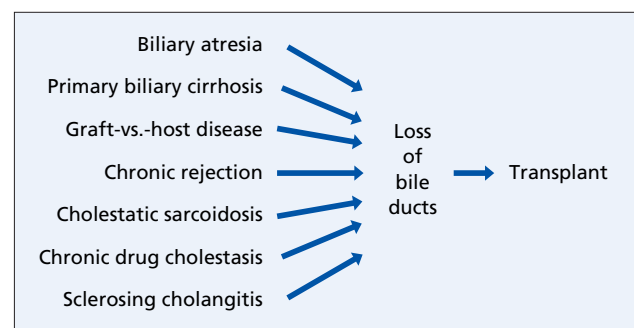 Biliary atresia
Primary biliary cirrhosis
Graft-vs.-host disease
Chronic rejection
Cholestatic sarcoidosis
Chronic drug cholestasis
Sclerosing cholangitis
Loss
of
bile
ducts
Transplant